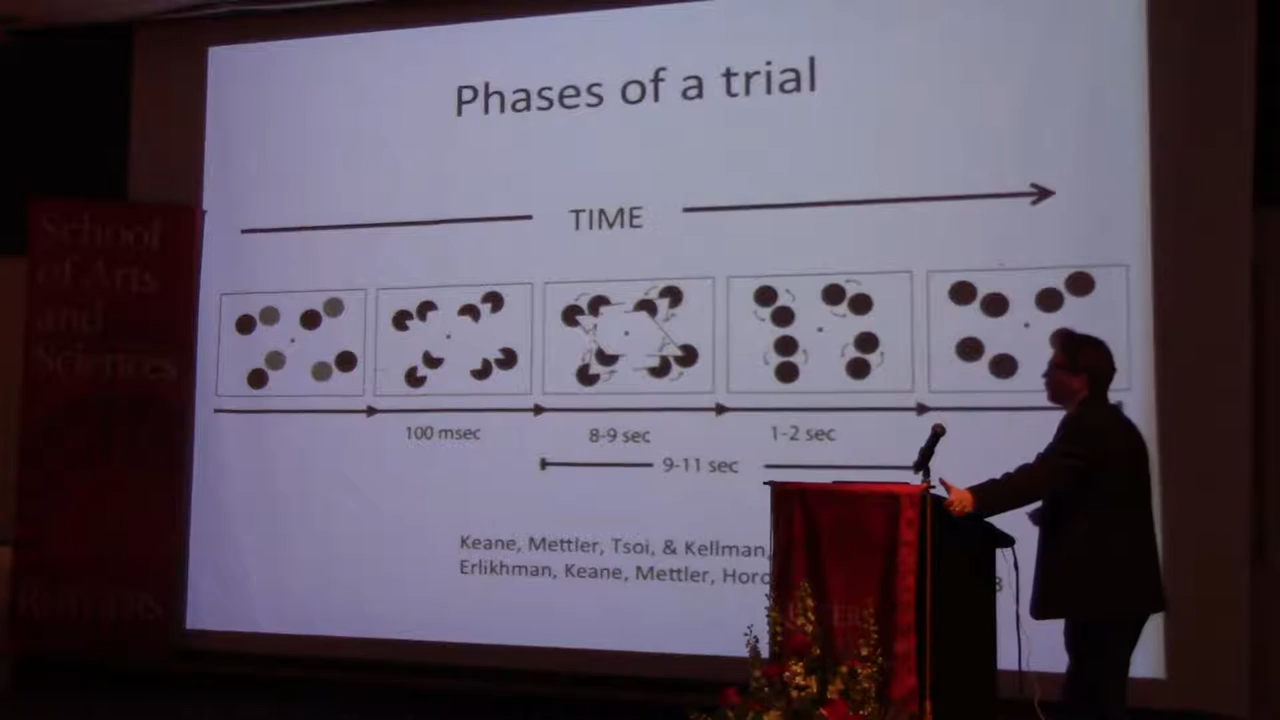 Phases of a trial
TIME
100 msec
8-9 sec
1-2 sec
9-11 sec
Keane, Mettler, Tsoi, & Kellman,
Erlikhman, Keane, Mettler,
School
of Arts
and
Sciences
RUTGERS